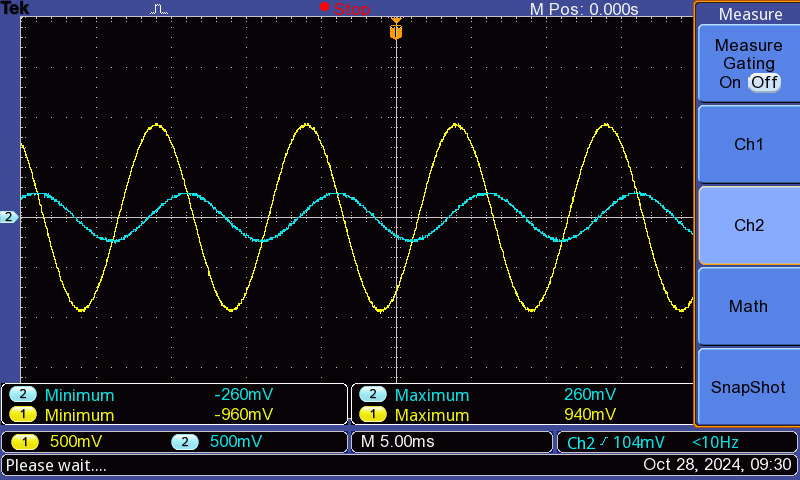 Tek Stop M Pos: 0.000s
Measure
T
Measure
Gating
On Off
Ch1
2
Ch2
Math
SnapShot
2 Minimum -260mV 2 Maximum 260mV
1 Minimum -960mV 1 Maximum 940mV
1 500mV 2 500mV M 5.00ms Ch2 104mV <10Hz
Please wait.... Oct 28, 2024, 09:30